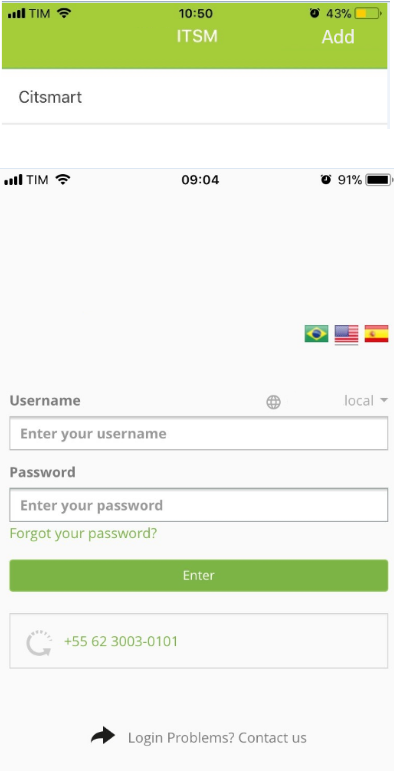 TIM 10:50 43%
ITSM Add
Citsmart
TIM 09:04 91%
Username local
Enter your username
Password
Enter your password
Forgot your password?
Enter
+55 62 3003-0101
Login Problems? Contact us